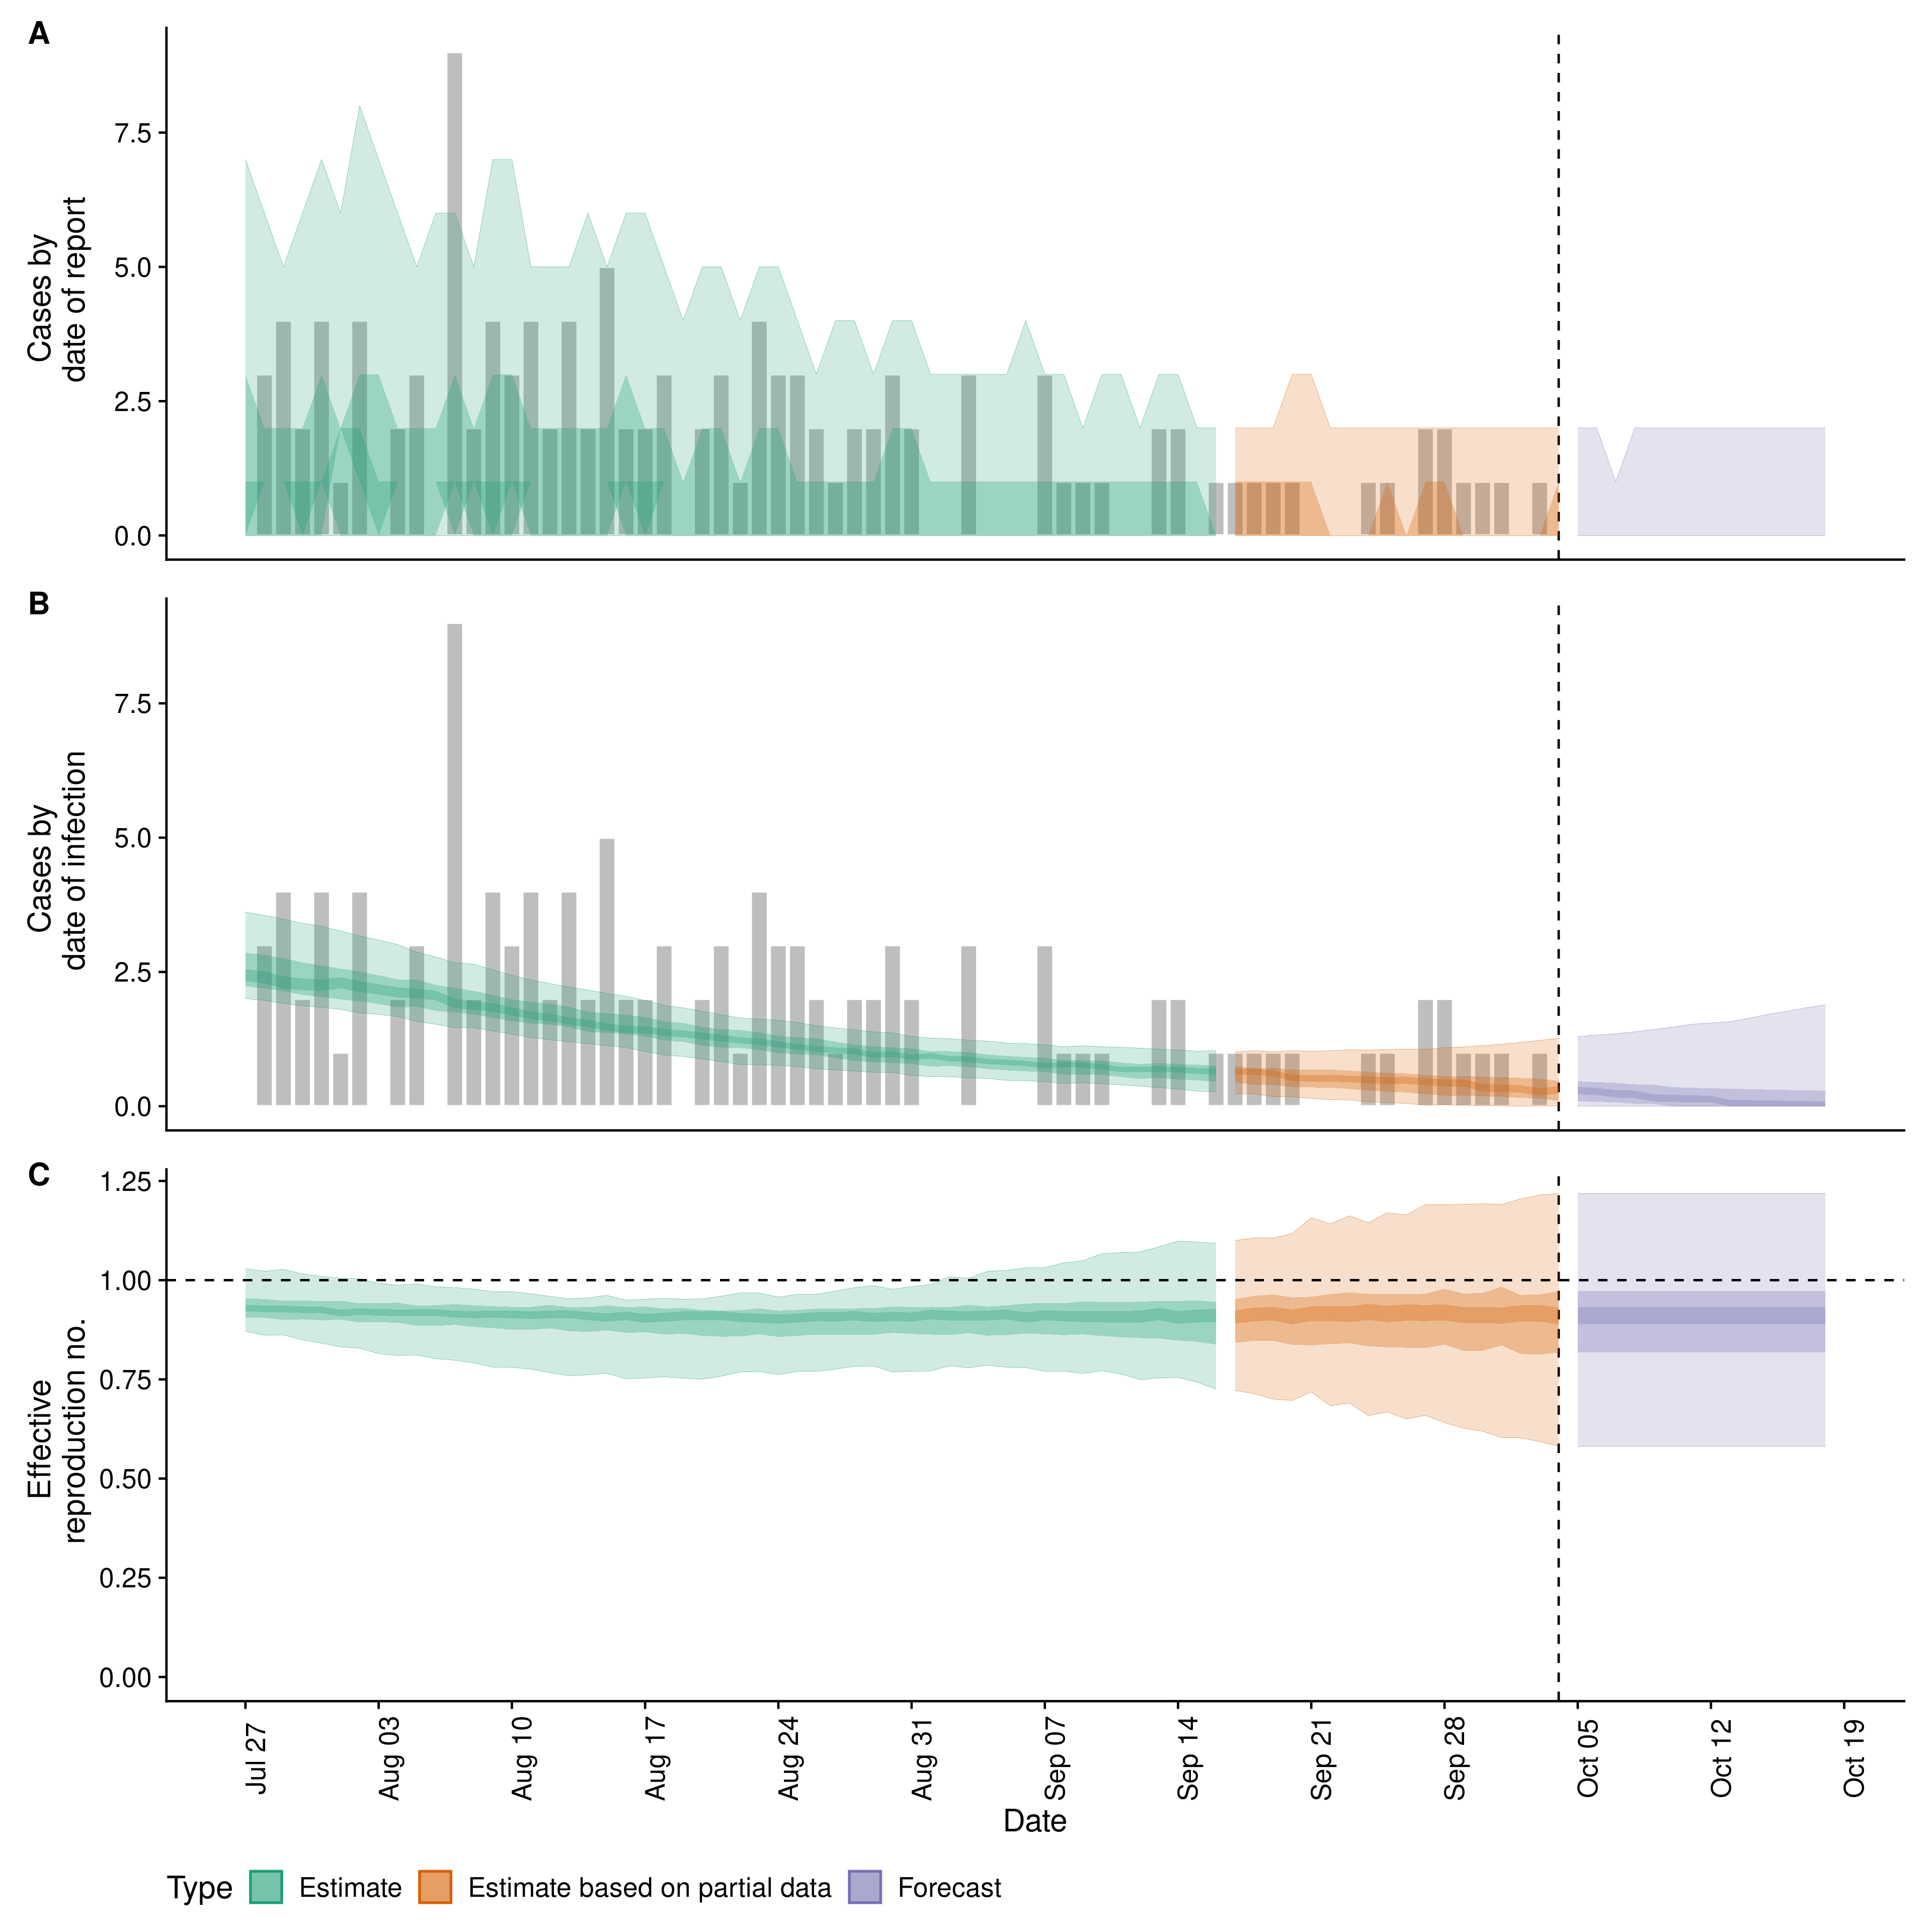 A
Cases by
date of report
7.5
5.0
2.5
0.0
B
Cases by
date of infection
7.5
5.0
2.5
0.0
C
Effective
reproduction no.
1.25
1.00
0.75
0.50
0.25
0.00
Jul 27
Aug 03
Aug 10
Aug 17
Aug 24
Aug 31
Sep 07
Sep 14
Sep 21
Sep 28
Oct 05
Oct 12
Oct 19
Date
Type Estimate Estimate based on partial data Forecast